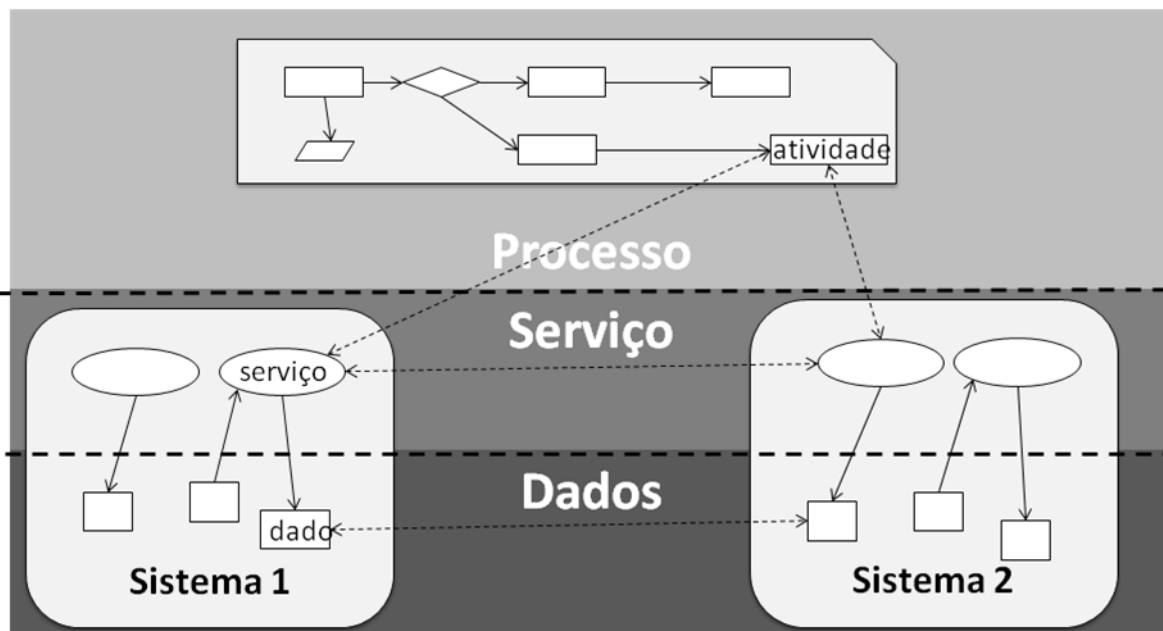 atividade
Processo
Serviço
serviço
Dados
dado
Sistema 1
Sistema 2